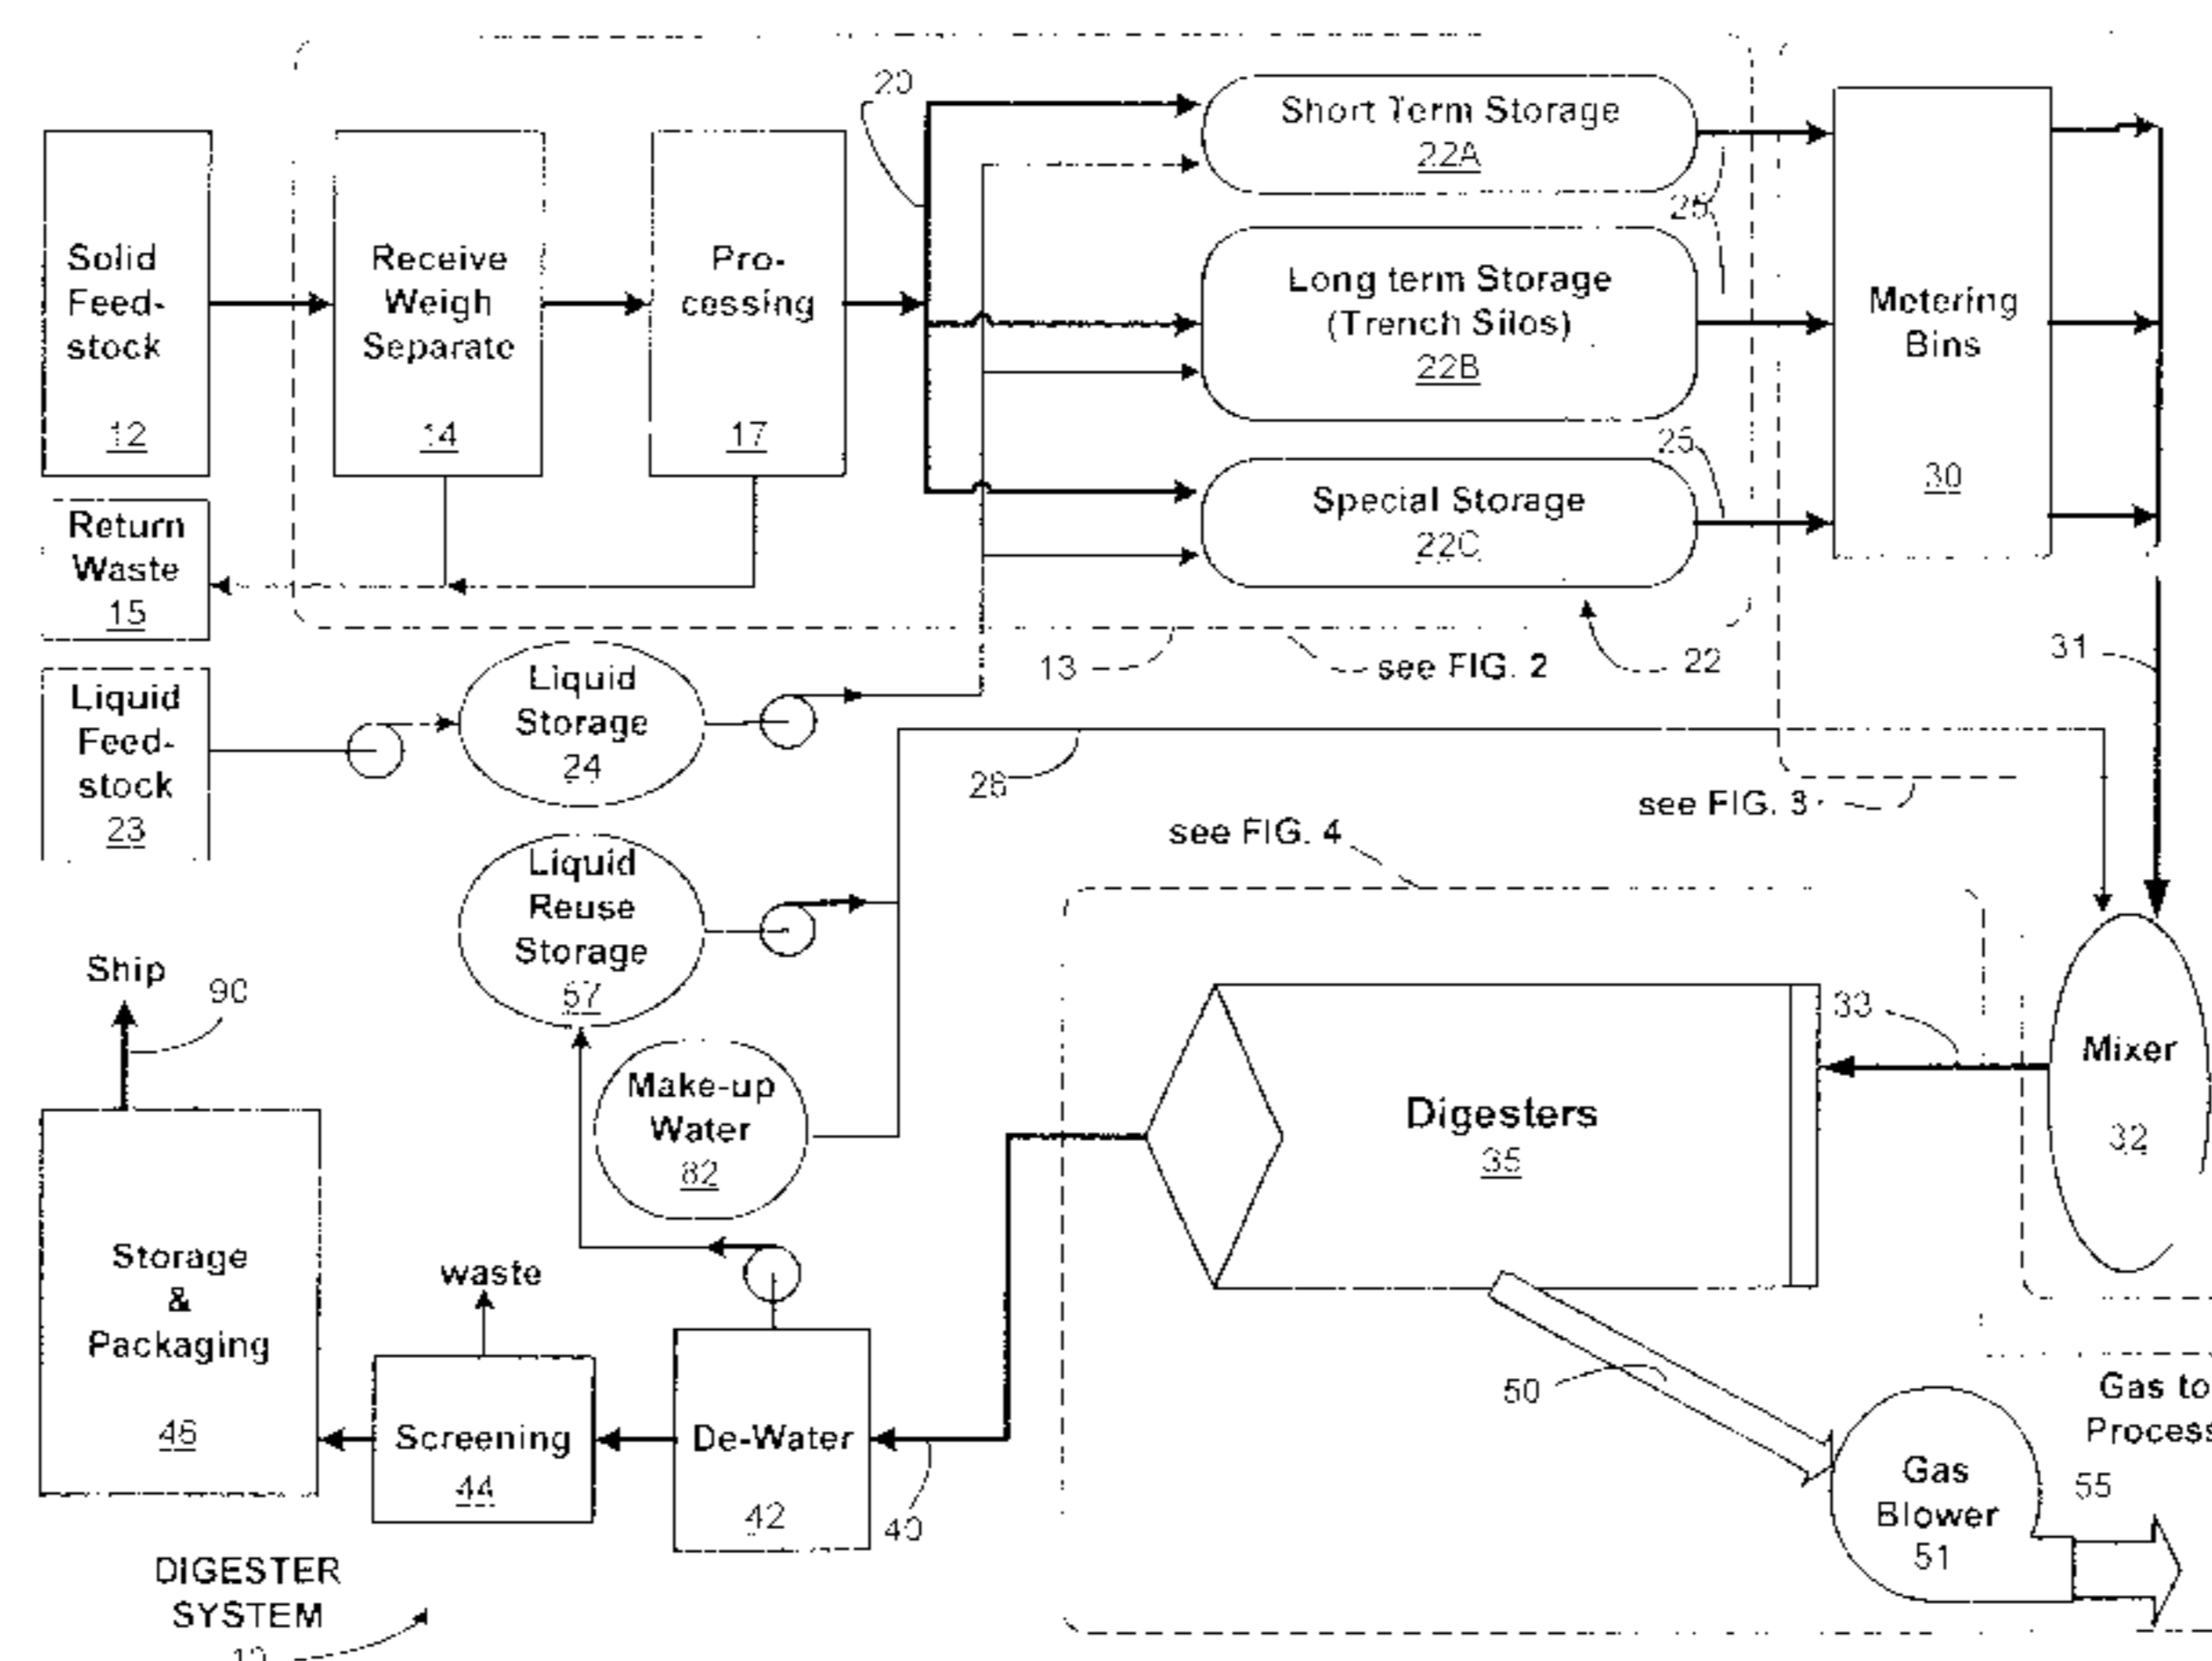 20
Short Term Storage
22A
Solid
Feed-
stock
12
Receive
Weigh
Separate
14
Pro-
cessing
17
Long term Storage
(Trench Silos)
22B
Metering
Bins
30
25
Special Storage
22C
Return
Waste
15
13
see FIG. 2
22
31
Liquid
Feed-
stock
23
Liquid
Storage
24
see FIG. 3
see FIG. 4
Liquid
Reuse
Storage
Ship
90
Make-up
Water
82
Digesters
35
33
Mixer
32
Storage
&
Packaging
waste
Screening
44
De-Water
42
40
50
Gas
Blower
51
Gas to
Process
55
DIGESTER
SYSTEM